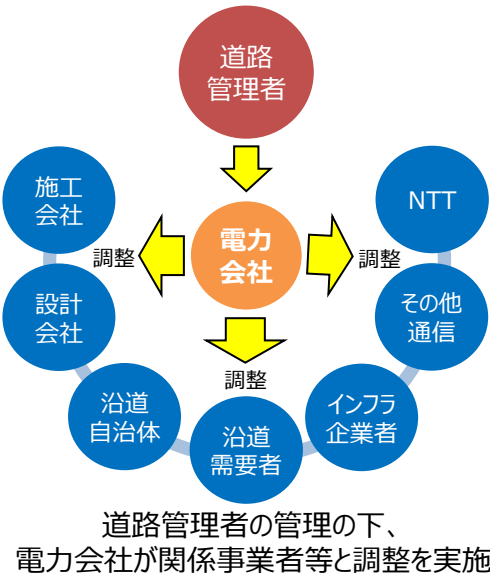 道路
管理者
施工
会社
NTT
電力
会社
調整
調整
設計
会社
その他
通信
調整
沿道
自治体
沿道
需要者
インフラ
企業者
道路管理者の管理の下、
電力会社が関係事業者等と調整を実施